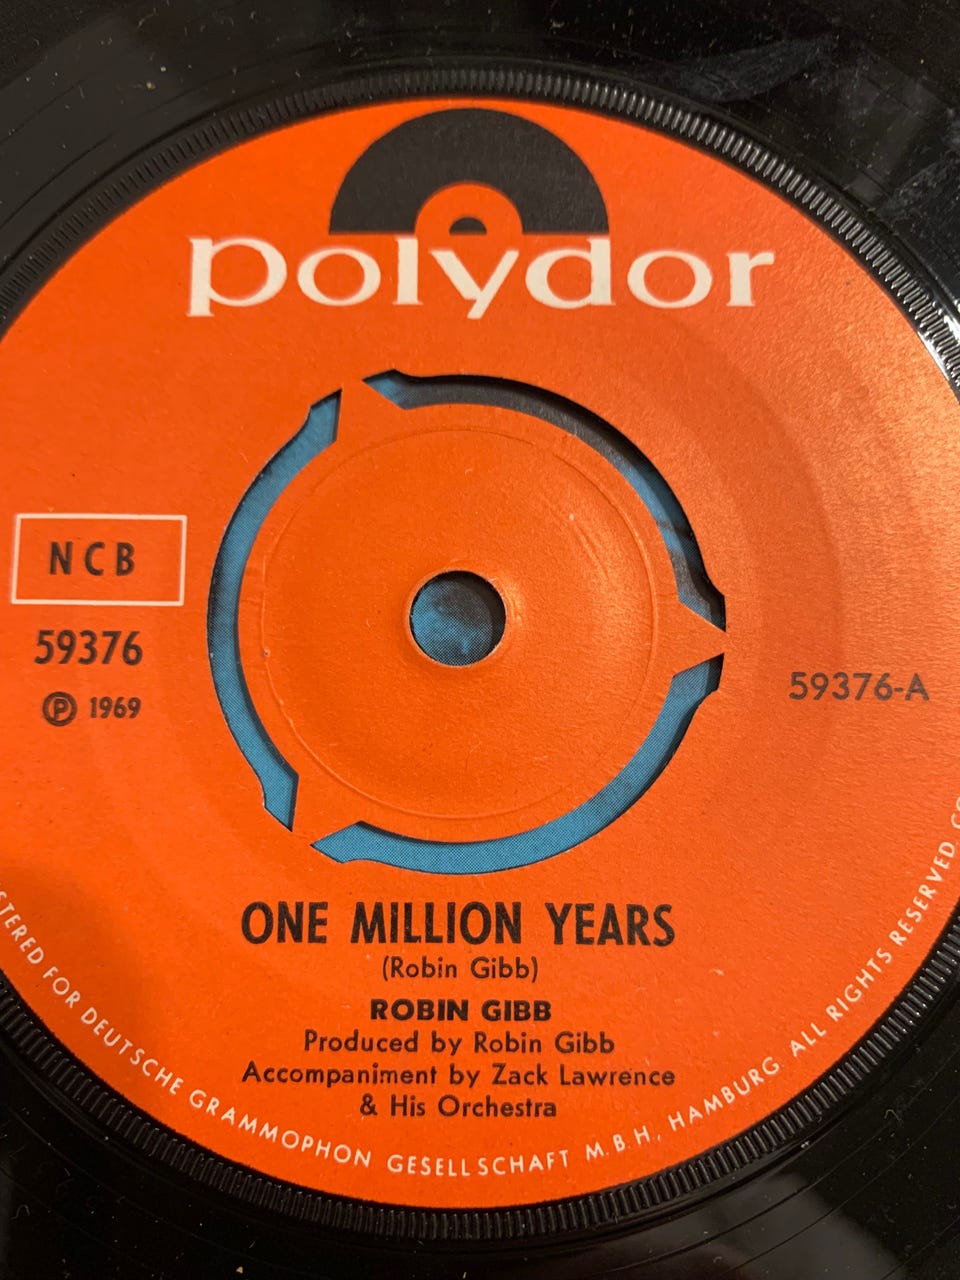 polydor
NCB
59376
℗ 1969
59376-A
ONE MILLION YEARS
(Robin Gibb)
ROBIN GIBB
Produced by Robin Gibb
Accompaniment by Zack Lawrence
& His Orchestra
FOR DEUTSCHE GRAMMOPHON GESELLSCHAFT M.B.H., HAMBURG. ALL RIGHTS RESERVED.